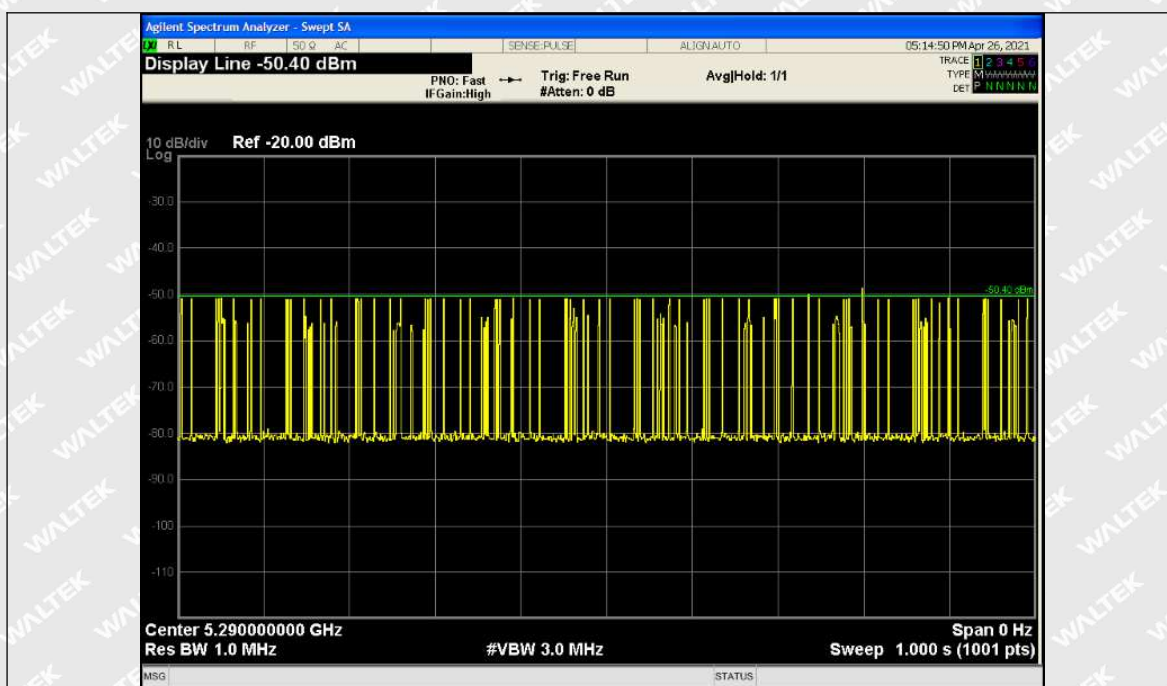 Agilent Spectrum Analyzer - Swept SA
RL RF 50 Ω AC SENSE:PULSE ALIGN AUTO 05:14:50 PM Apr 26, 2021
Display Line -50.40 dBm
PNO: Fast
IFGain:High
Trig: Free Run
#Atten: 0 dB
Avg|Hold: 1/1
TRACE 1 2 3 4 5 6
TYPE M
DET P N N N N N
10 dB/div Ref -20.00 dBm
Log
-30.0
-40.0
-50.0
-50.40 dBm
-60.0
-70.0
-80.0
-90.0
-100
-110
Center 5.290000000 GHz Span 0 Hz
Res BW 1.0 MHz #VBW 3.0 MHz Sweep 1.000 s (1001 pts)
MSG STATUS
WALTEK